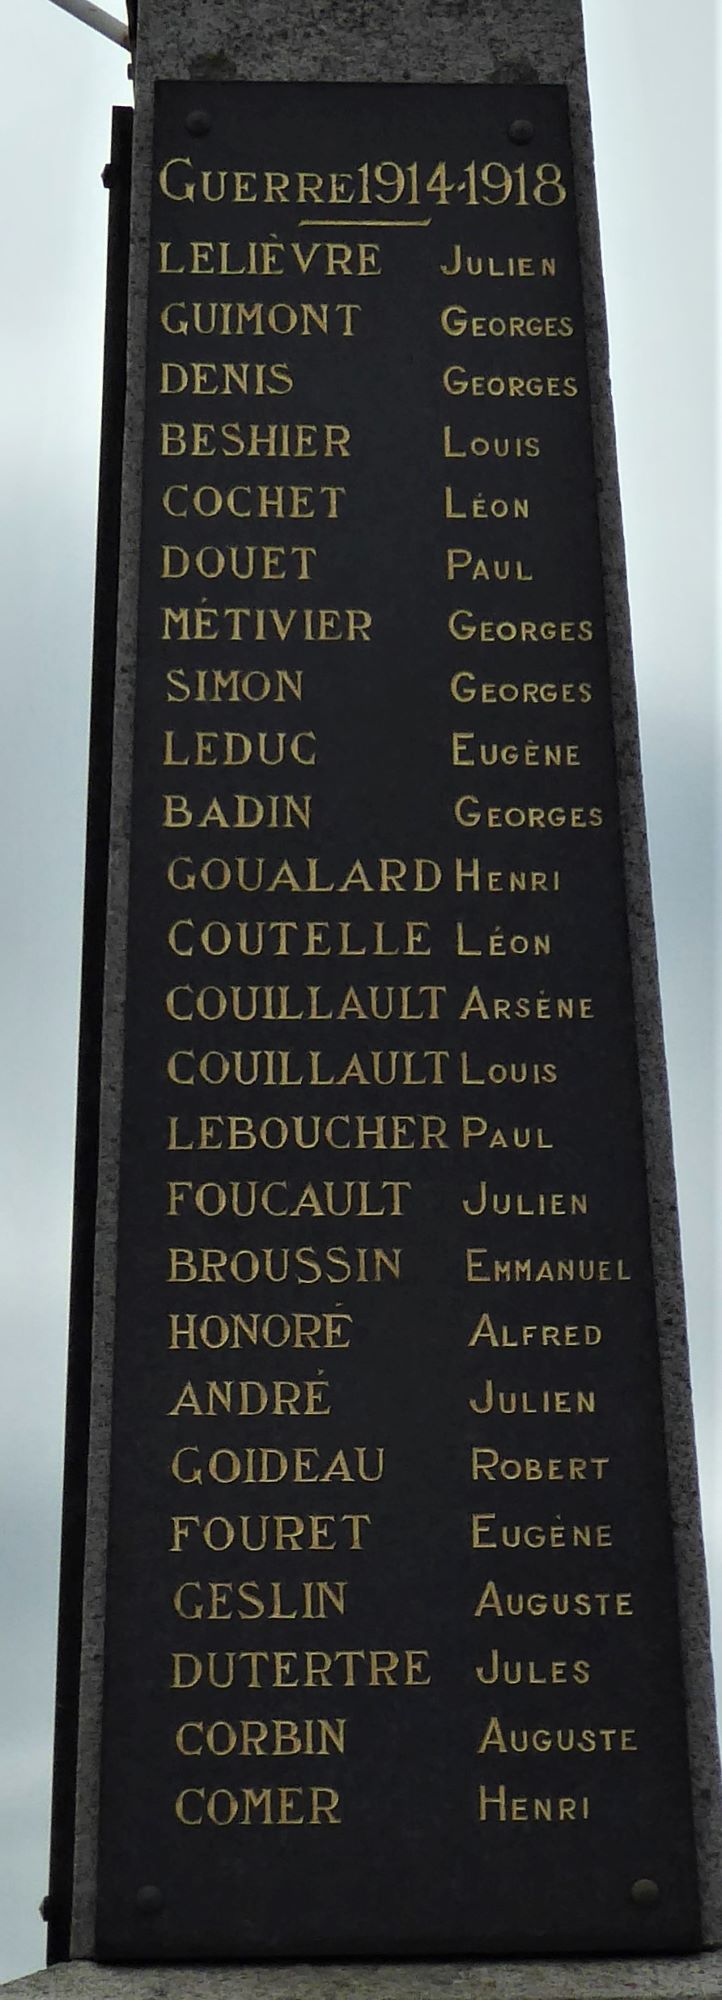 GUERRE 1914-1918
LELIÈVRE JULIEN
GUIMONT GEORGES
DENIS GEORGES
BESHIER LOUIS
COCHET LÉON
DOUET PAUL
MÉTIVIER GEORGES
SIMON GEORGES
LEDUC EUGÈNE
BADIN GEORGES
GOUALARD HENRI
COUTELLE LÉON
COUILLAULT ARSÈNE
COUILLAULT LOUIS
LEBOUCHER PAUL
FOUCAULT JULIEN
BROUSSIN EMMANUEL
HONORÉ ALFRED
ANDRÉ JULIEN
GOIDEAU ROBERT
FOURET EUGÈNE
GESLIN AUGUSTE
DUTERTRE JULES
CORBIN AUGUSTE
COMER HENRI